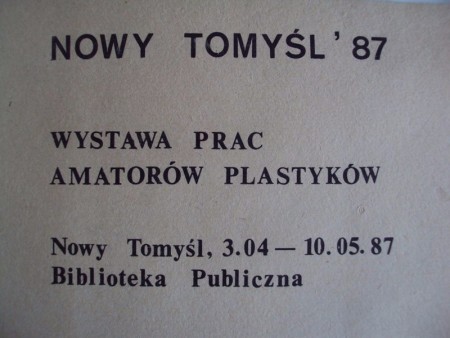 NOWY TOMYŚL '87
WYSTAWA PRAC
AMATORÓW PLASTYKÓW
Nowy Tomyśl, 3.04 — 10.05.87
Biblioteka Publiczna